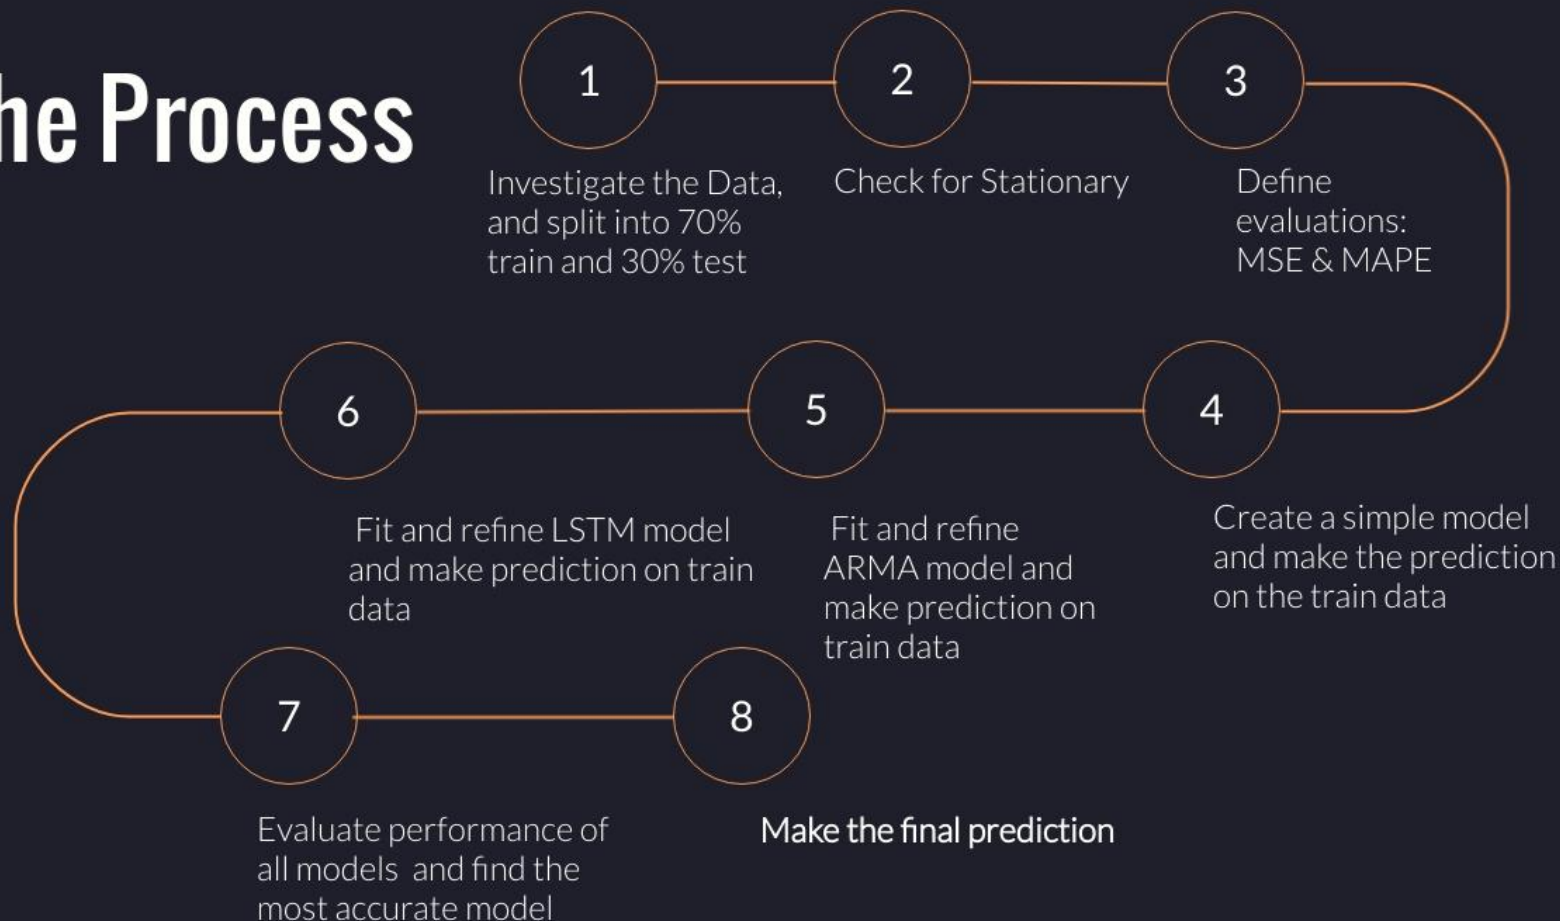 he Process
1
Investigate the Data,
and split into 70%
train and 30% test
2
Check for Stationary
3
Define
evaluations:
MSE & MAPE
4
Create a simple model
and make the prediction
on the train data
5
Fit and refine
ARMA model and
make prediction on
train data
6
Fit and refine LSTM model
and make prediction on train
data
7
Evaluate performance of
all models  and find the
most accurate model
8
Make the final prediction